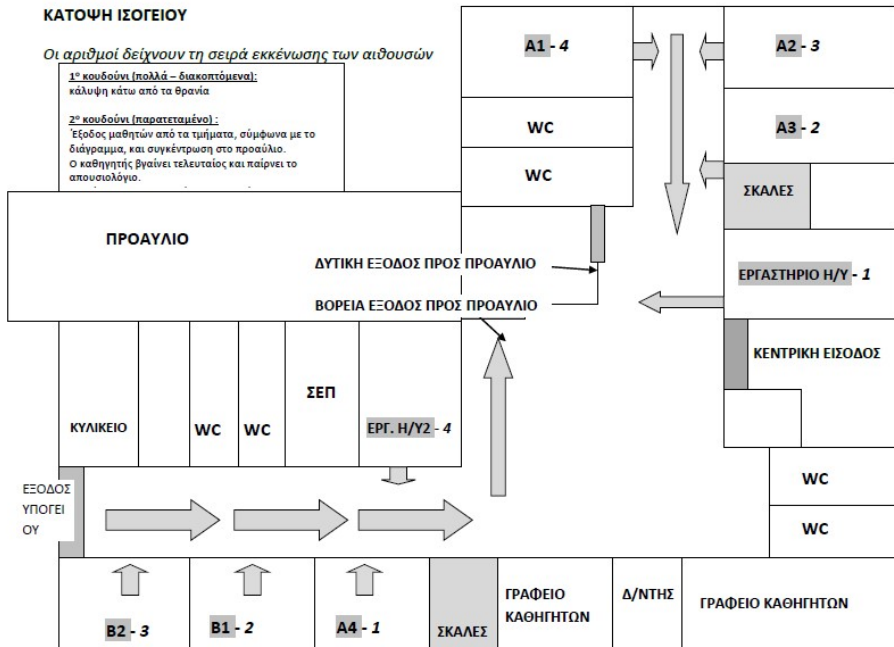 ΚΑΤΟΨΗ ΙΣΟΓΕΙΟΥ
Οι αριθμοί δείχνουν τη σειρά εκκένωσης των αιθουσών
1ο κουδούνι (πολλά – διακοπτόμενα):
κάλυψη κάτω από τα θρανία
2ο κουδούνι (παρατεταμένο) :
Έξοδος μαθητών από τα τμήματα, σύμφωνα με το
διάγραμμα, και συγκέντρωση στο προαύλιο.
Ο καθηγητής βγαίνει τελευταίος και παίρνει το
απουσιολόγιο.
Α1 - 4
Α2 - 3
WC
Α3 - 2
WC
ΣΚΑΛΕΣ
ΠΡΟΑΥΛΙΟ
ΔΥΤΙΚΗ ΕΞΟΔΟΣ ΠΡΟΣ ΠΡΟΑΥΛΙΟ
ΕΡΓΑΣΤΗΡΙΟ Η/Υ - 1
ΒΟΡΕΙΑ ΕΞΟΔΟΣ ΠΡΟΣ ΠΡΟΑΥΛΙΟ
ΚΕΝΤΡΙΚΗ ΕΙΣΟΔΟΣ
ΚΥΛΙΚΕΙΟ
WC
WC
ΣΕΠ
ΕΡΓ. Η/Υ2 - 4
WC
WC
ΕΞΟΔΟΣ
ΥΠΟΓΕΙ
ΟΥ
Β2 - 3
Β1 - 2
Α4 - 1
ΣΚΑΛΕΣ
ΓΡΑΦΕΙΟ
ΚΑΘΗΓΗΤΩΝ
Δ/ΝΤΗΣ
ΓΡΑΦΕΙΟ ΚΑΘΗΓΗΤΩΝ